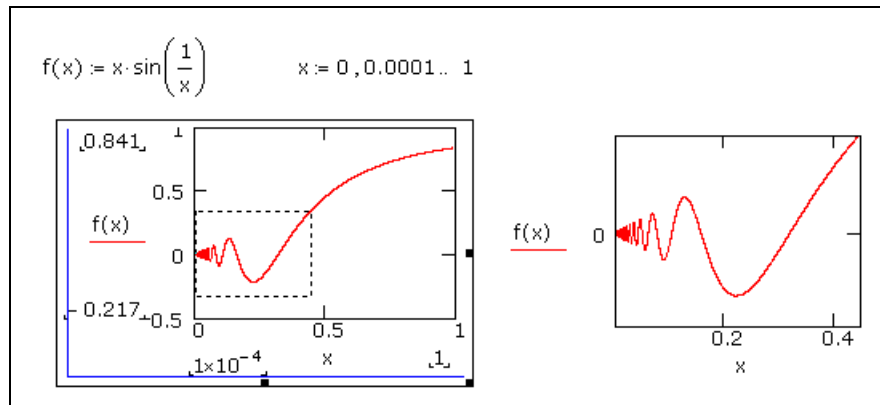 f(x) := x·sin(1/x)    x := 0 , 0.0001 .. 1
0.841
1
0.5
f(x)
0
-0.217
-0.5
0    0.5    1
1×10⁻⁴    x    1
f(x)
0
0.2    0.4
x